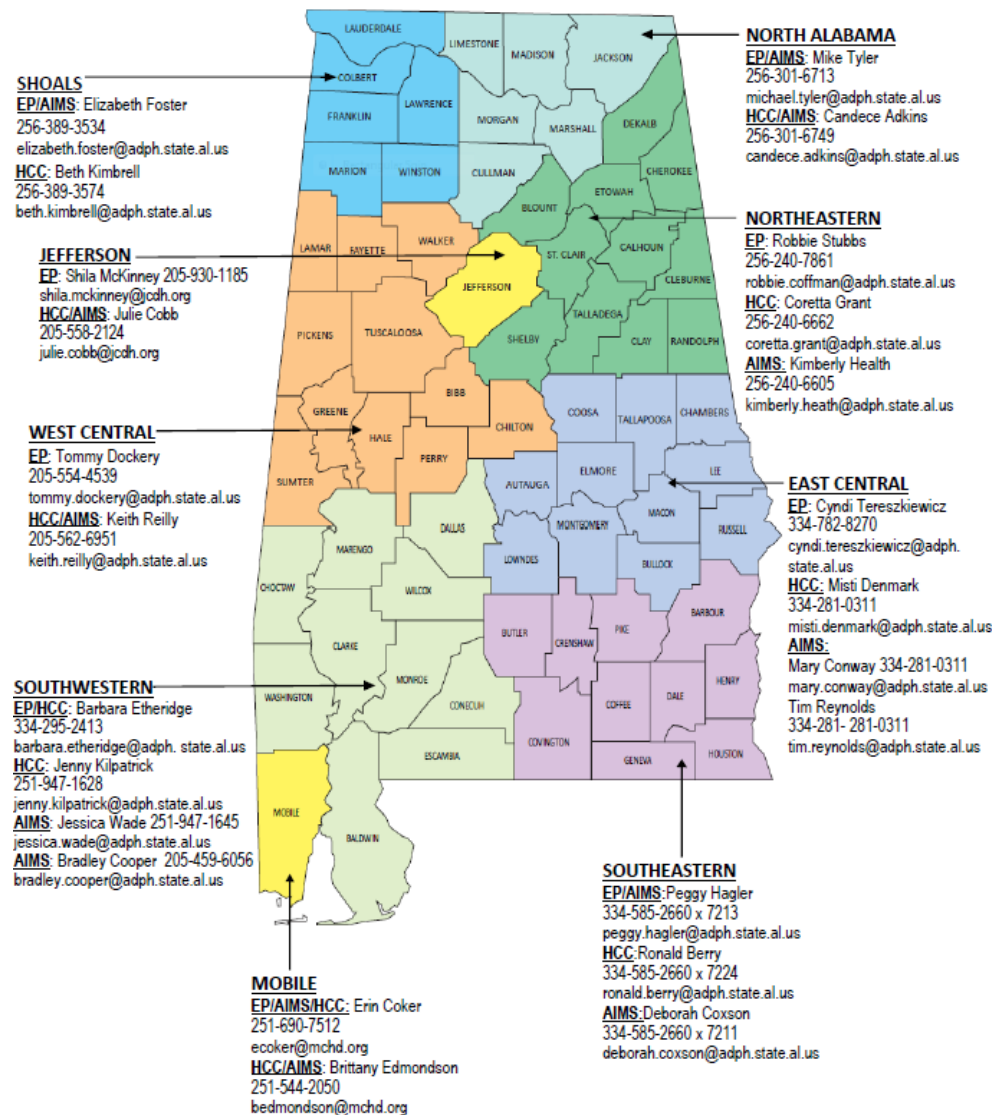 SHOALS
EP/AIMS: Elizabeth Foster
256-389-3534
elizabeth.foster@adph.state.al.us
HCC: Beth Kimbrell
256-389-3574
beth.kimbrell@adph.state.al.us
JEFFERSON
EP: Shila McKinney 205-930-1185
shila.mckinney@jcdh.org
HCC/AIMS: Julie Cobb
205-558-2124
julie.cobb@jcdh.org
WEST CENTRAL
EP: Tommy Dockery
205-554-4539
tommy.dockery@adph.state.al.us
HCC/AIMS: Keith Reilly
205-562-6951
keith.reilly@adph.state.al.us
SOUTHWESTERN
EP/HCC: Barbara Etheridge
334-295-2413
barbara.etheridge@adph. state.al.us
HCC: Jenny Kilpatrick
251-947-1628
jenny.kilpatrick@adph.state.al.us
AIMS: Jessica Wade 251-947-1645
jessica.wade@adph.state.al.us
AIMS: Bradley Cooper 205-459-6056
bradley.cooper@adph.state.al.us
MOBILE
EP/AIMS/HCC: Erin Coker
251-690-7512
ecoker@mchd.org
HCC/AIMS: Brittany Edmondson
251-544-2050
bedmondson@mchd.org
LAUDERDALE
LIMESTONE
MADISON
JACKSON
COLBERT
LAWRENCE
FRANKLIN
MORGAN
MARSHALL
DEKALB
MARION
WINSTON
CULLMAN
CHEROKEE
ETOWAH
BLOUNT
LAMAR
FAYETTE
WALKER
ST. CLAIR
CALHOUN
JEFFERSON
CLEBURNE
TALLADEGA
PICKENS
TUSCALOOSA
SHELBY
CLAY
RANDOLPH
BIBB
GREENE
HALE
CHILTON
COOSA
TALLAPOOSA
CHAMBERS
PERRY
SUMTER
ELMORE
LEE
AUTAUGA
MACON
DALLAS
MONTGOMERY
RUSSELL
MARENGO
LOWNDES
BULLOCK
CHOCTAW
WILCOX
BARBOUR
BUTLER
CRENSHAW
PIKE
CLARKE
MONROE
HENRY
WASHINGTON
CONECUH
COFFEE
DALE
COVINGTON
ESCAMBIA
GENEVA
HOUSTON
MOBILE
BALDWIN
NORTH ALABAMA
EP/AIMS: Mike Tyler
256-301-6713
michael.tyler@adph.state.al.us
HCC/AIMS: Candece Adkins
256-301-6749
candece.adkins@adph.state.al.us
NORTHEASTERN
EP: Robbie Stubbs
256-240-7861
robbie.coffman@adph.state.al.us
HCC: Coretta Grant
256-240-6662
coretta.grant@adph.state.al.us
AIMS: Kimberly Health
256-240-6605
kimberly.heath@adph.state.al.us
EAST CENTRAL
EP: Cyndi Tereszkiewicz
334-782-8270
cyndi.tereszkiewicz@adph.
state.al.us
HCC: Misti Denmark
334-281-0311
misti.denmark@adph.state.al.us
AIMS:
Mary Conway 334-281-0311
mary.conway@adph.state.al.us
Tim Reynolds
334-281- 281-0311
tim.reynolds@adph.state.al.us
SOUTHEASTERN
EP/AIMS:Peggy Hagler
334-585-2660 x 7213
peggy.hagler@adph.state.al.us
HCC:Ronald Berry
334-585-2660 x 7224
ronald.berry@adph.state.al.us
AIMS:Deborah Coxson
334-585-2660 x 7211
deborah.coxson@adph.state.al.us